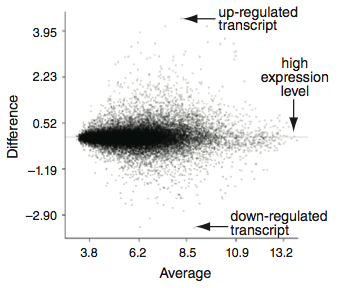 up-regulated
transcript
high
expression
level
3.95
2.23
0.52
−1.19
−2.90
Difference
down-regulated
transcript
3.8 6.2 8.5 10.9 13.2
Average